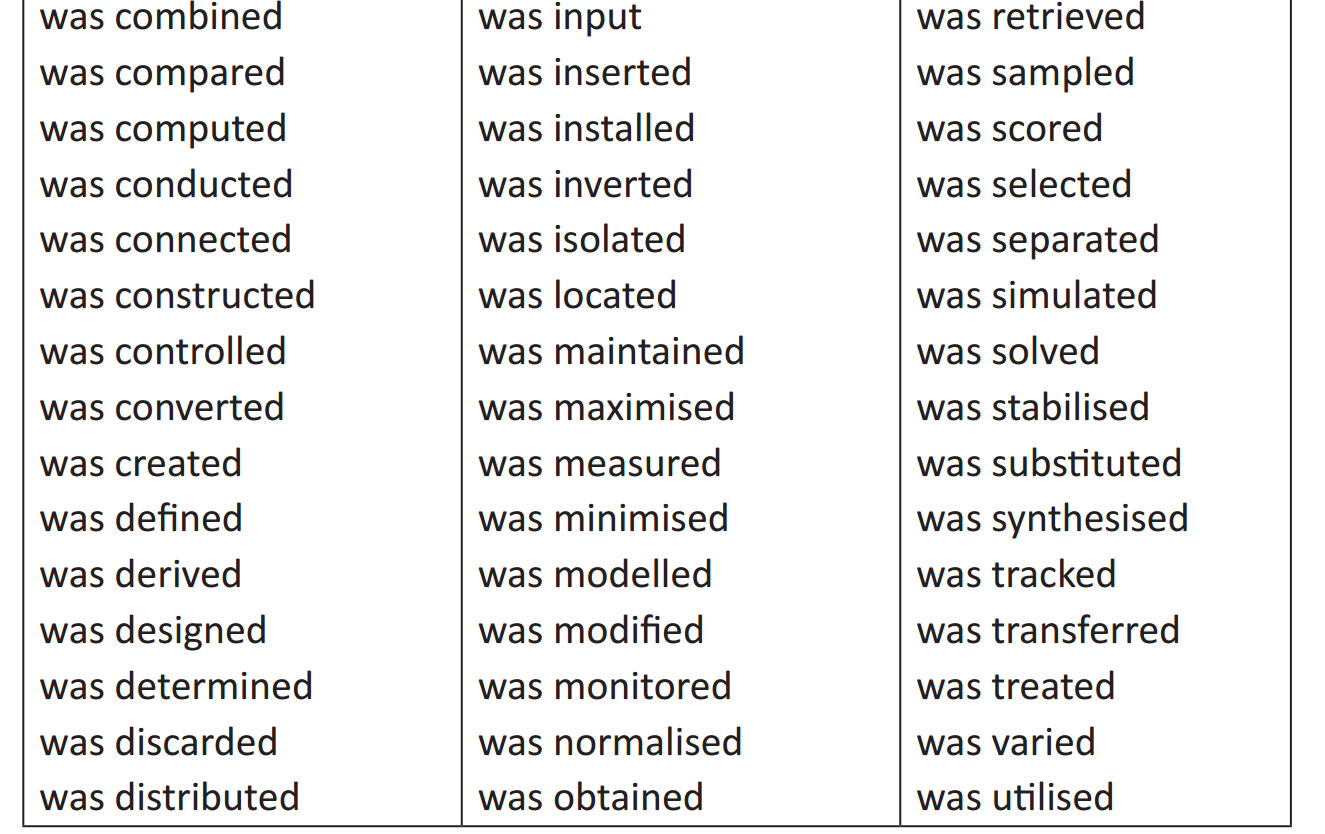 was combined
was compared
was computed
was conducted
was connected
was constructed
was controlled
was converted
was created
was defined
was derived
was designed
was determined
was discarded
was distributed
was input
was inserted
was installed
was inverted
was isolated
was located
was maintained
was maximised
was measured
was minimised
was modelled
was modified
was monitored
was normalised
was obtained
was retrieved
was sampled
was scored
was selected
was separated
was simulated
was solved
was stabilised
was substituted
was synthesised
was tracked
was transferred
was treated
was varied
was utilised